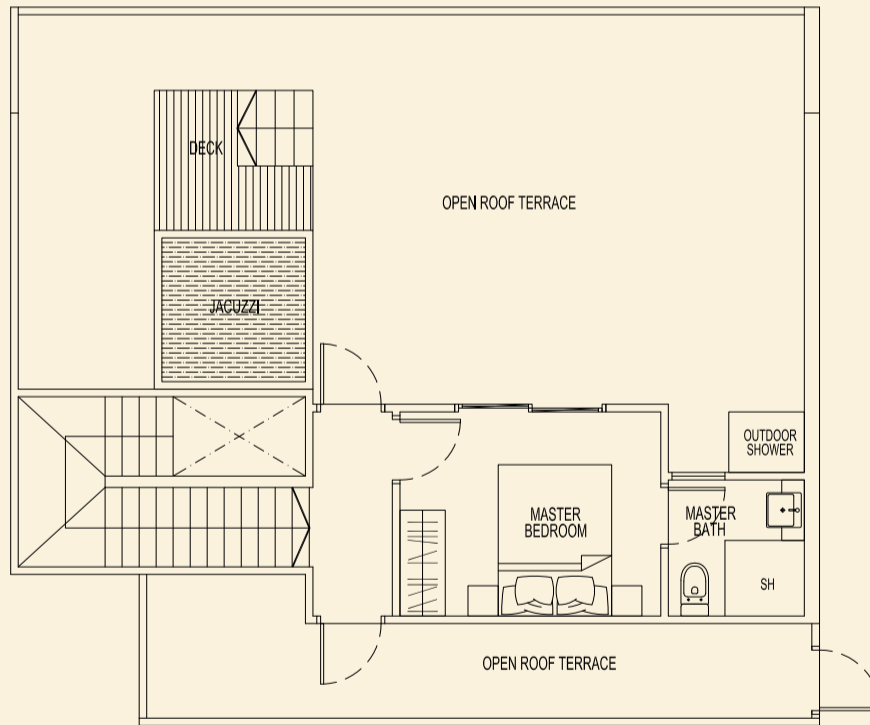 DECK
OPEN ROOF TERRACE
JACUZZI
OUTDOOR
SHOWER
MASTER
BEDROOM
MASTER
BATH
SH
OPEN ROOF TERRACE